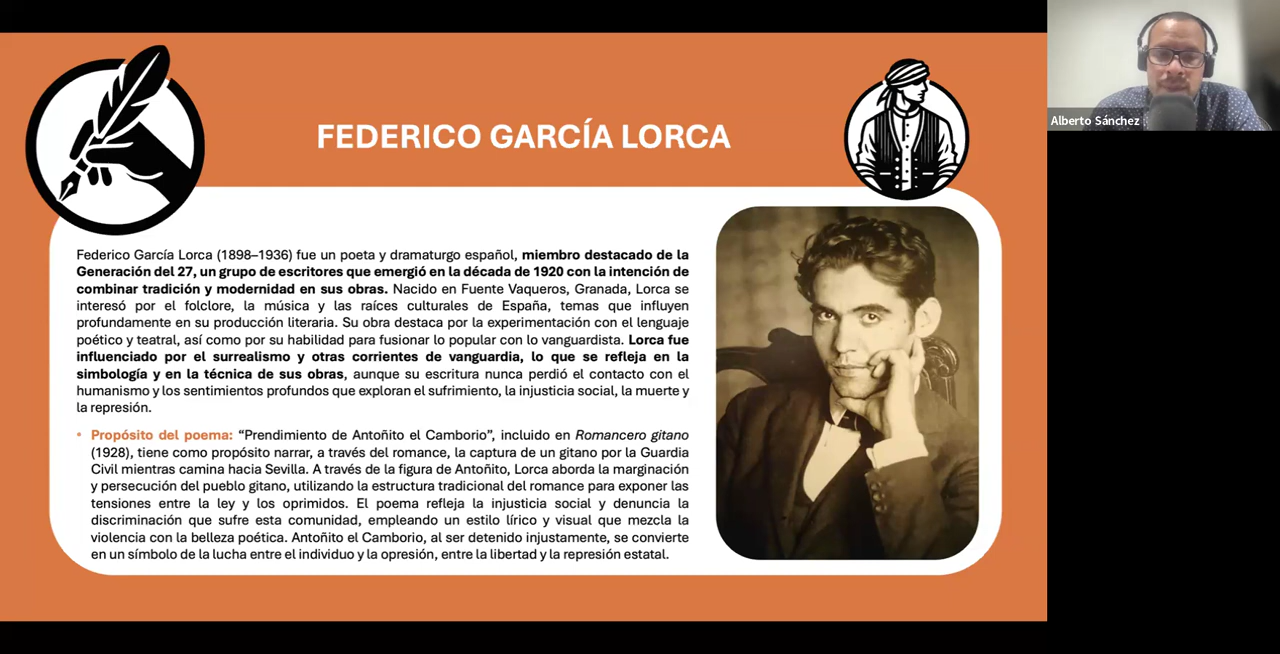 FEDERICO GARCÍA LORCA
Alberto Sánchez
Federico García Lorca (1898–1936) fue un poeta y dramaturgo español, miembro destacado de la
Generación del 27, un grupo de escritores que emergió en la década de 1920 con la intención de
combinar tradición y modernidad en sus obras. Nacido en Fuente Vaqueros, Granada, Lorca se
interesó por el folclore, la música y las raíces culturales de España, temas que influyen
profundamente en su producción literaria. Su obra destaca por la experimentación con el lenguaje
poético y teatral, así como por su habilidad para fusionar lo popular con lo vanguardista. Lorca fue
influenciado por el surrealismo y otras corrientes de vanguardia, lo que se refleja en la
simbología y en la técnica de sus obras, aunque su escritura nunca perdió el contacto con el
humanismo y los sentimientos profundos que exploran el sufrimiento, la injusticia social, la muerte y
la represión.
• Propósito del poema: “Prendimiento de Antoñito el Camborio”, incluido en Romancero gitano
(1928), tiene como propósito narrar, a través del romance, la captura de un gitano por la Guardia
Civil mientras camina hacia Sevilla. A través de la figura de Antoñito, Lorca aborda la marginación
y persecución del pueblo gitano, utilizando la estructura tradicional del romance para exponer las
tensiones entre la ley y los oprimidos. El poema refleja la injusticia social y denuncia la
discriminación que sufre esta comunidad, empleando un estilo lírico y visual que mezcla la
violencia con la belleza poética. Antoñito el Camborio, al ser detenido injustamente, se convierte
en un símbolo de la lucha entre el individuo y la opresión, entre la libertad y la represión estatal.